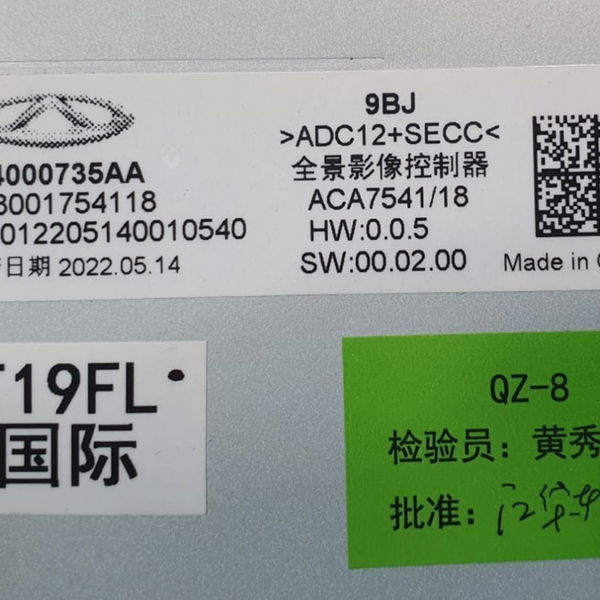 9BJ
>ADC12+SECC<
全景影像控制器
ACA7541/18
HW:0.0.5
SW:00.02.00
4000735AA
3001754118
012205140010540
日期 2022.05.14
Made in
T19FL
国际
QZ-8
检验员：黄秀
批准：